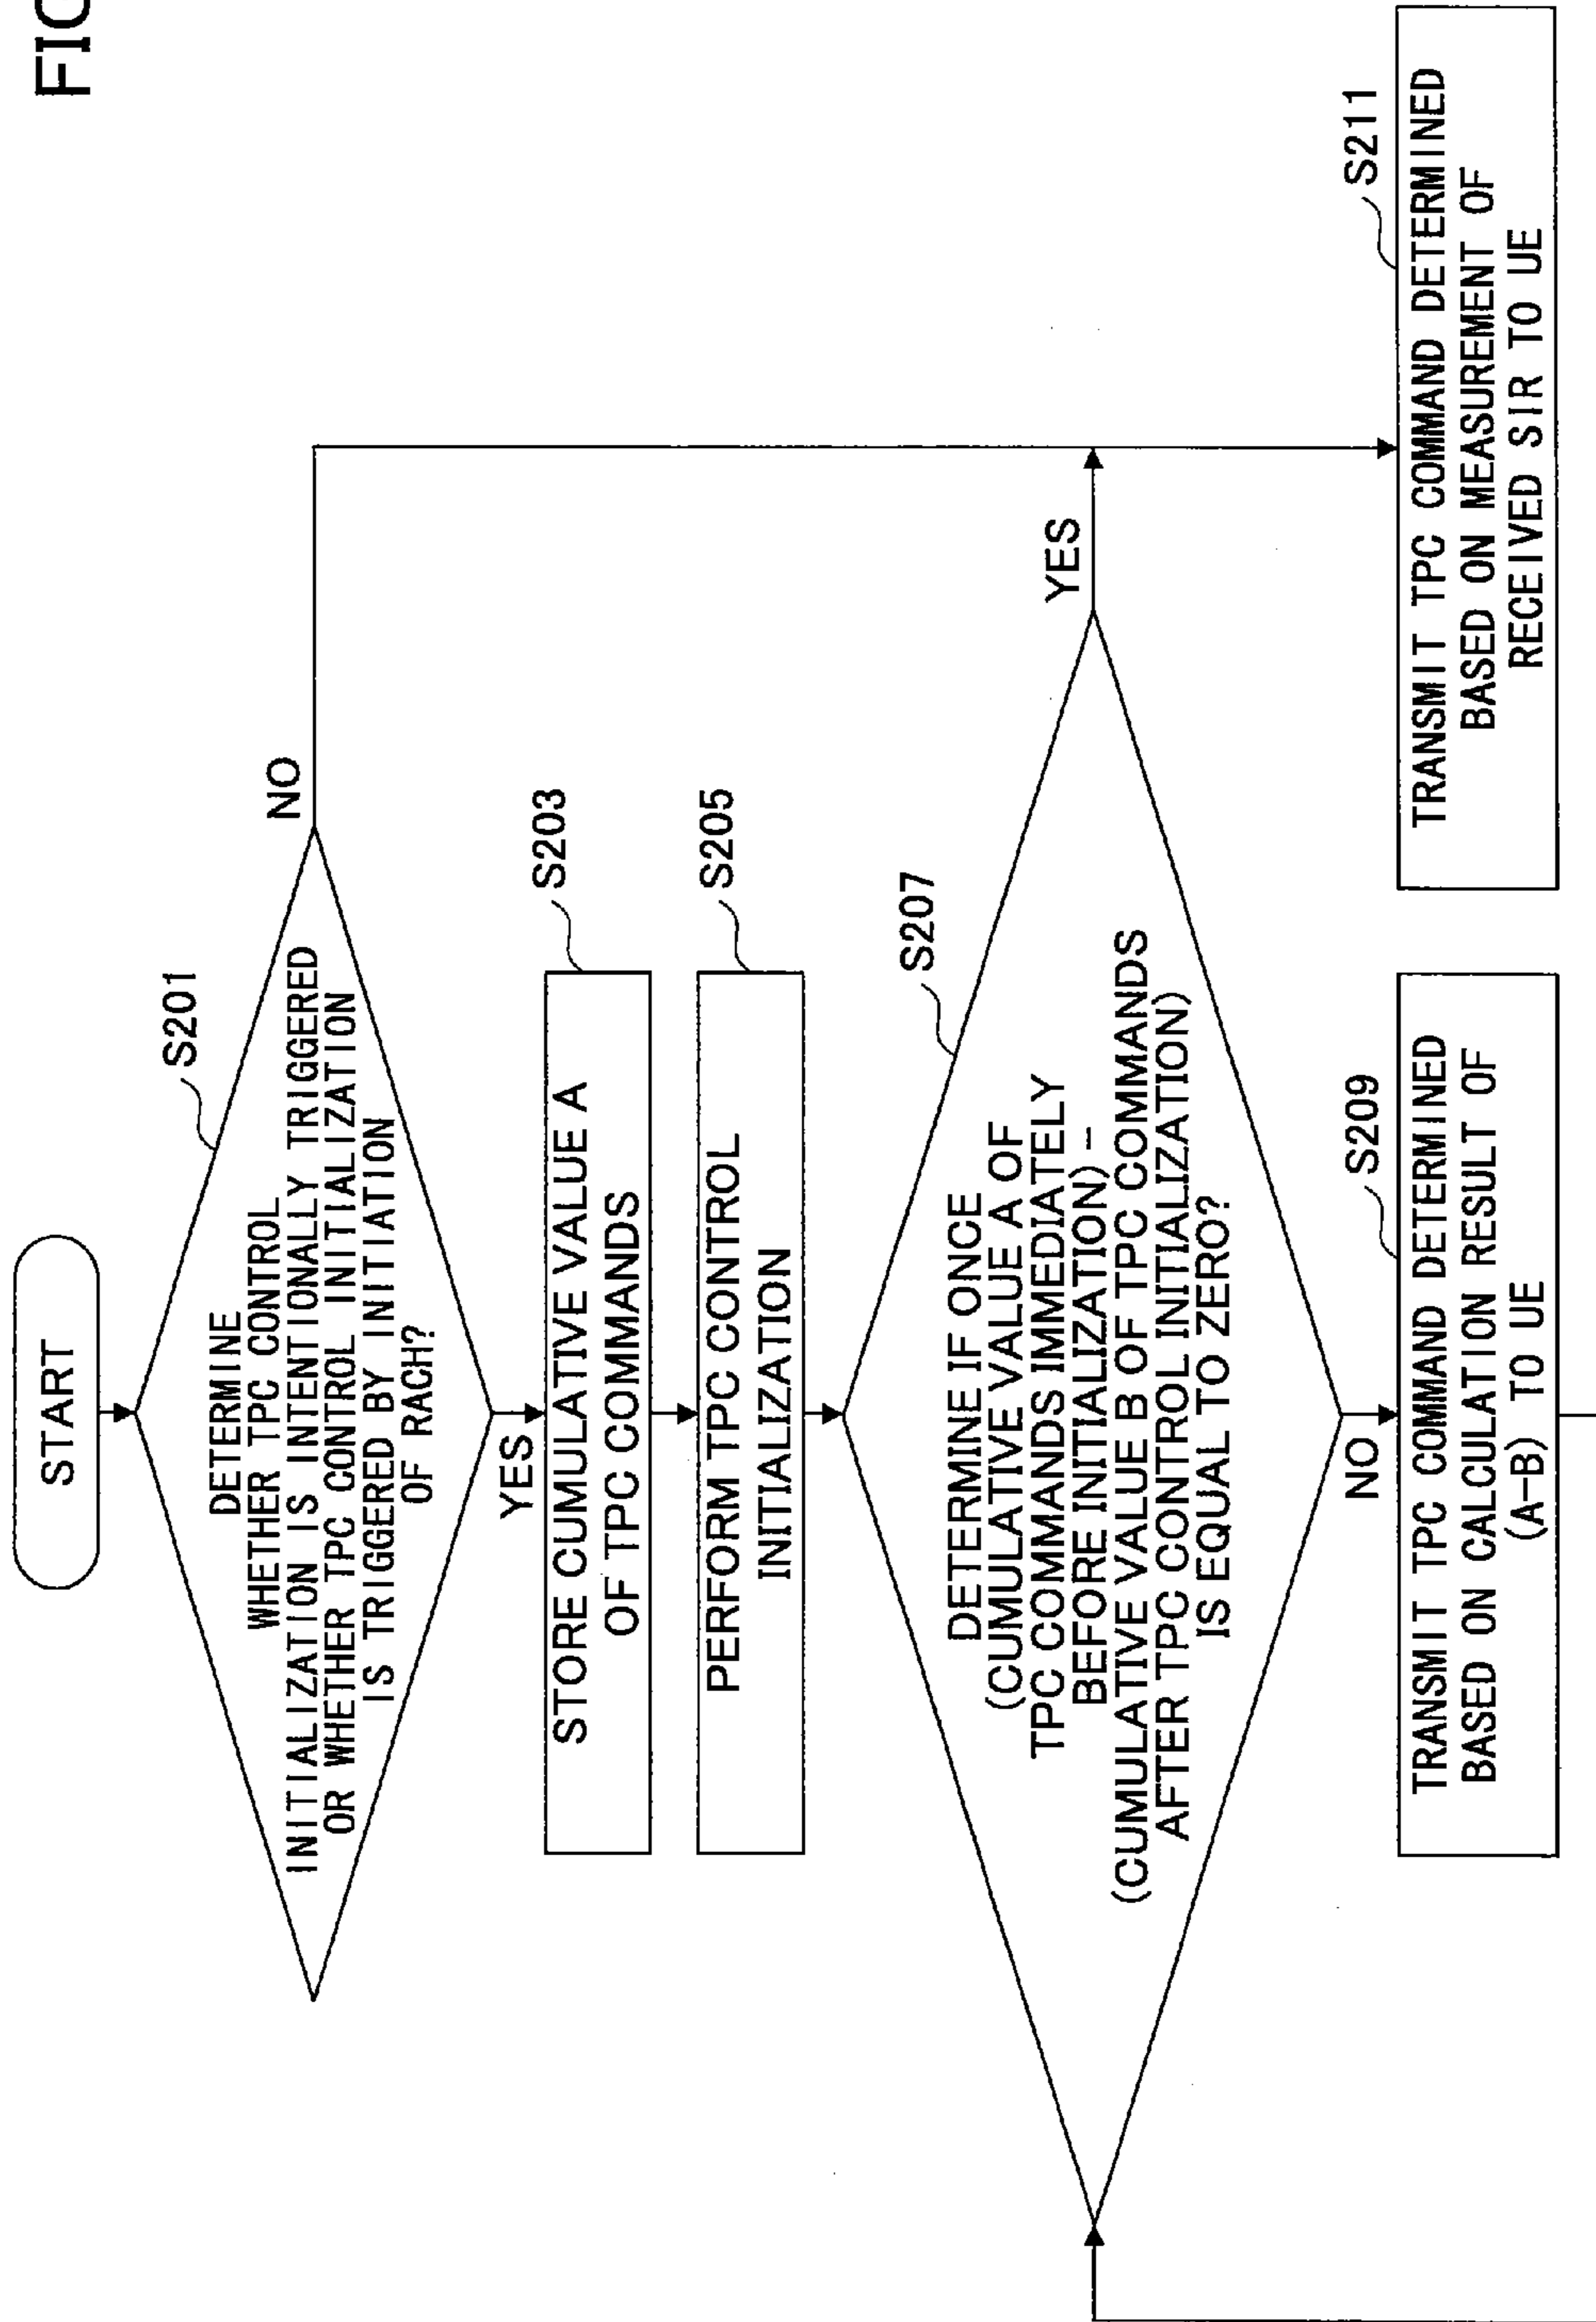 FIG
START
S201
DETERMINE
WHETHER TPC CONTROL
INITIALIZATION IS INTENTIONALLY TRIGGERED
OR WHETHER TPC CONTROL INITIALIZATION
IS TRIGGERED BY INITIATION
OF RACH?
NO
YES
S203
STORE CUMULATIVE VALUE A
OF TPC COMMANDS
S205
PERFORM TPC CONTROL
INITIALIZATION
S207
DETERMINE IF ONCE
(CUMULATIVE VALUE A OF
TPC COMMANDS IMMEDIATELY
BEFORE INITIALIZATION) –
(CUMULATIVE VALUE B OF TPC COMMANDS
AFTER TPC CONTROL INITIALIZATION)
IS EQUAL TO ZERO?
YES
NO
S209
TRANSMIT TPC COMMAND DETERMINED
BASED ON CALCULATION RESULT OF
(A-B) TO UE
S211
TRANSMIT TPC COMMAND DETERMINED
BASED ON MEASUREMENT OF
RECEIVED SIR TO UE